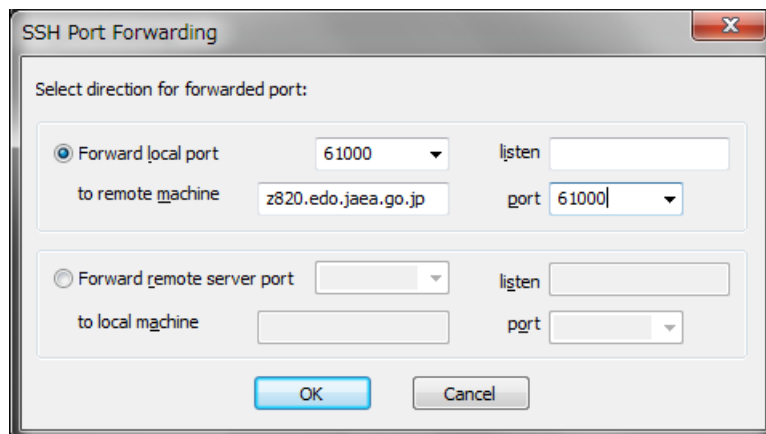 SSH Port Forwarding
X
Select direction for forwarded port:
Forward local port 61000 listen
to remote machine z820.edo.jaea.go.jp port 61000
Forward remote server port listen
to local machine port
OK Cancel